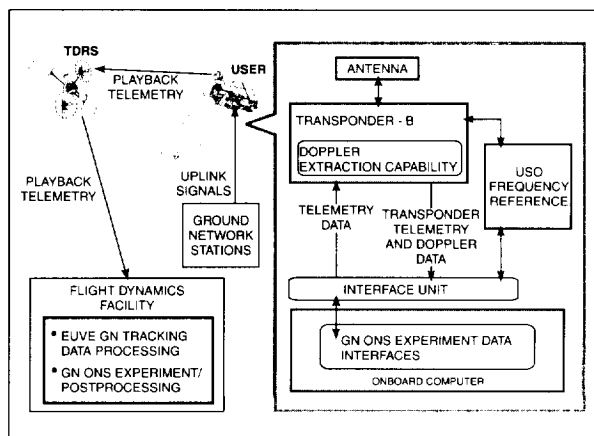 TDRS
PLAYBACK
TELEMETRY
USER
PLAYBACK
TELEMETRY
UPLINK
SIGNALS
GROUND
NETWORK
STATIONS
FLIGHT DYNAMICS
FACILITY
• EUVE GN TRACKING
DATA PROCESSING
• GN ONS EXPERIMENT/
POSTPROCESSING
ANTENNA
TRANSPONDER - B
DOPPLER
EXTRACTION CAPABILITY
USO
FREQUENCY
REFERENCE
TELEMETRY
DATA
TRANSPONDER
TELEMETRY
AND DOPPLER
DATA
INTERFACE UNIT
GN ONS EXPERIMENT DATA
INTERFACES
ONBOARD COMPUTER